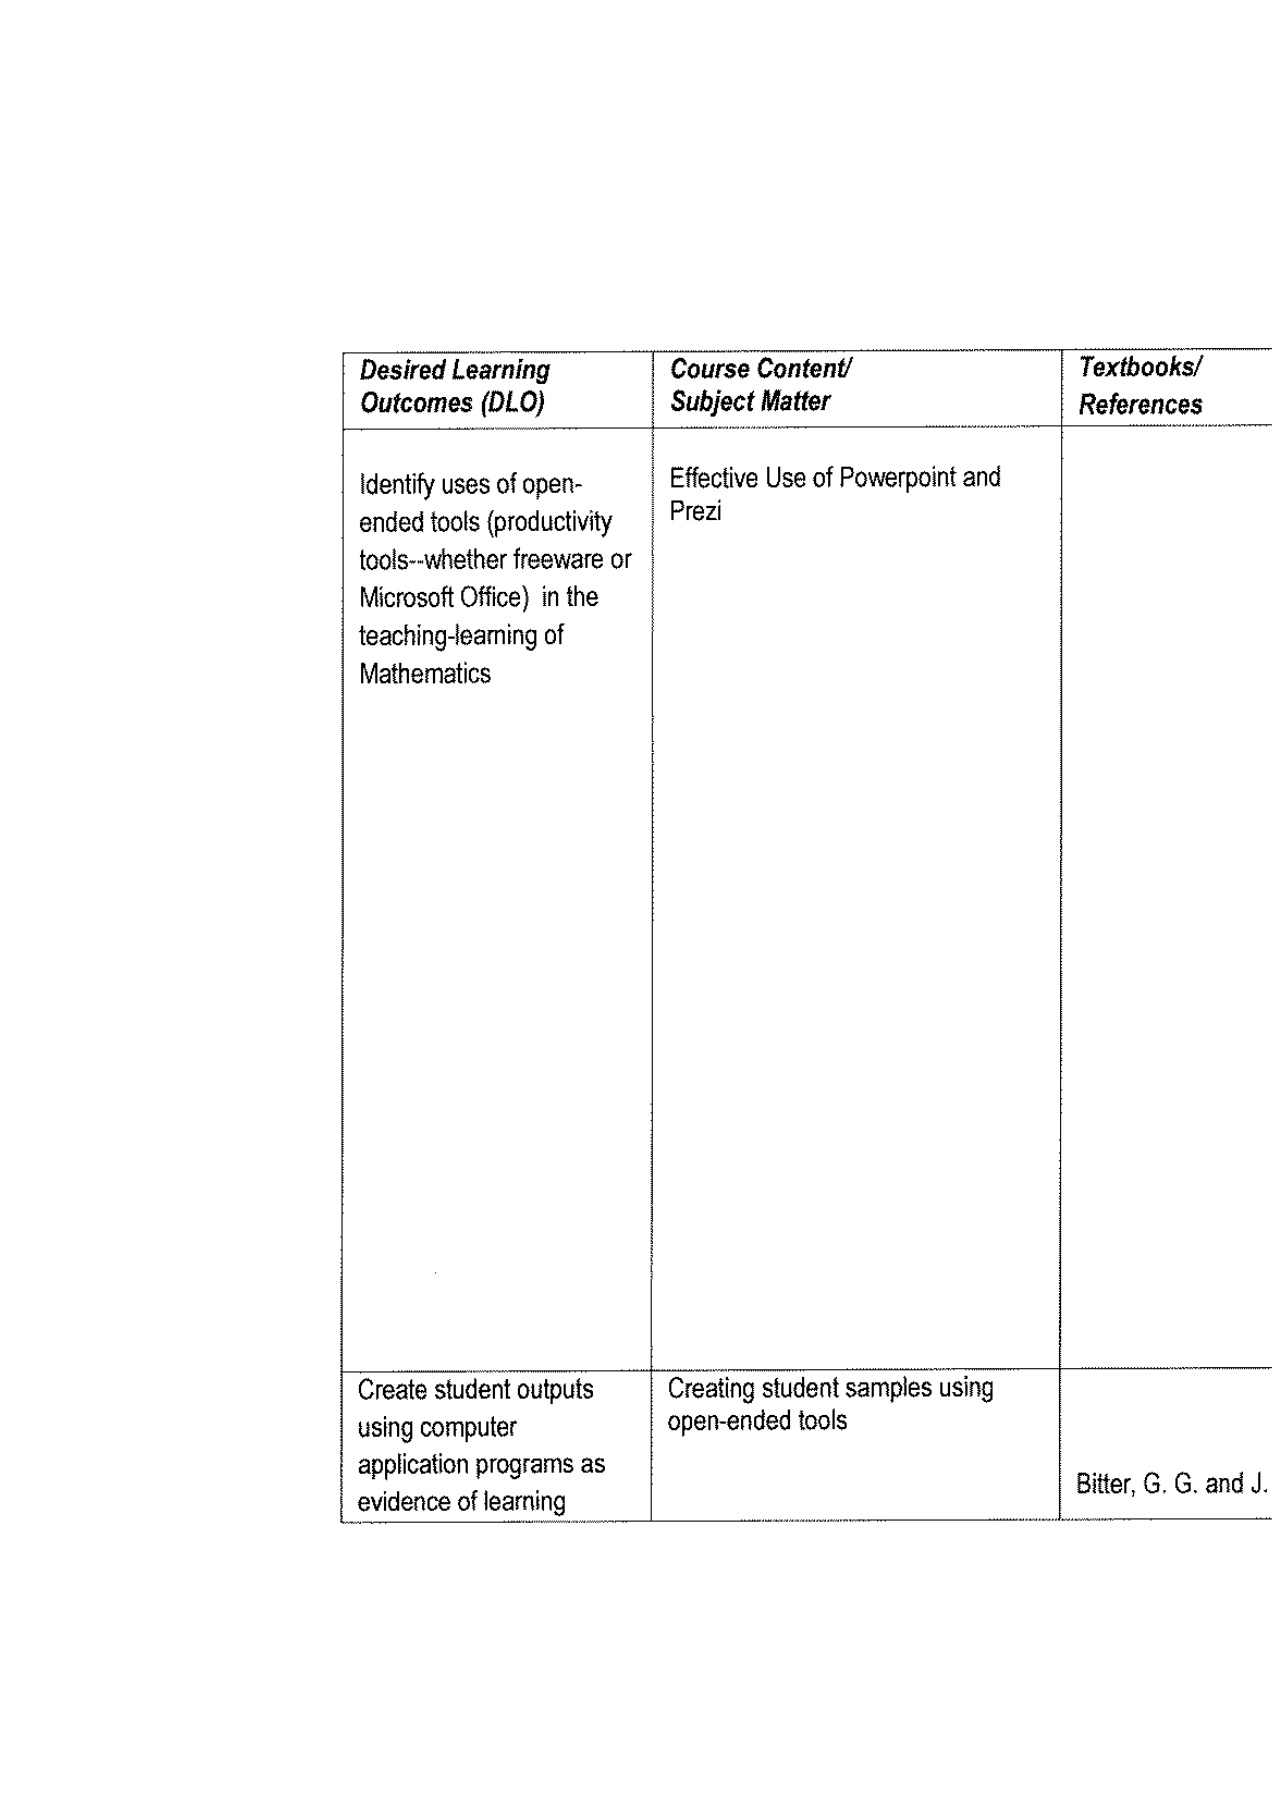 Desired Learning
Outcomes (DLO)
Course Content/
Subject Matter
Textbooks/
References
Identify uses of open-
ended tools (productivity
tools--whether freeware or
Microsoft Office)  in the
teaching-learning of
Mathematics
Effective Use of Powerpoint and
Prezi
Create student outputs
using computer
application programs as
evidence of learning
Creating student samples using
open-ended tools
Bitter, G. G. and J.